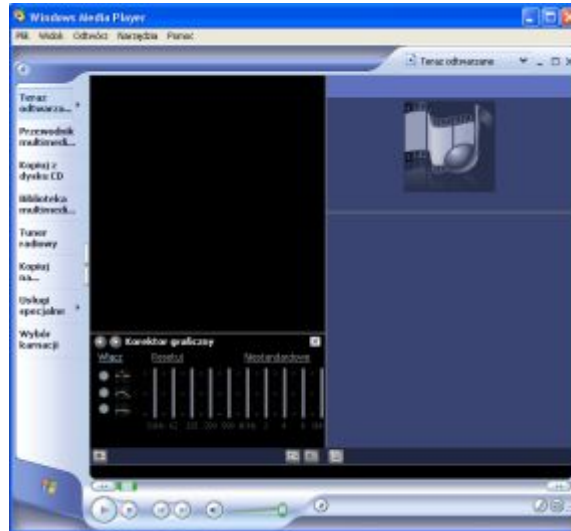 Windows Media Player
Plik Widok Odtwórz Narzędzia Pomoc
Teraz odtwarzane
Teraz
odtwarza...
Przewodnik
multimedi...
Kopiuj z
dysku CD
Biblioteka
multimedi...
Tuner
radiowy
Kopiuj
na...
Usługi
specjalne
Wybór
karnacji
Korektor graficzny
Włącz Resetuj Niestandardowe